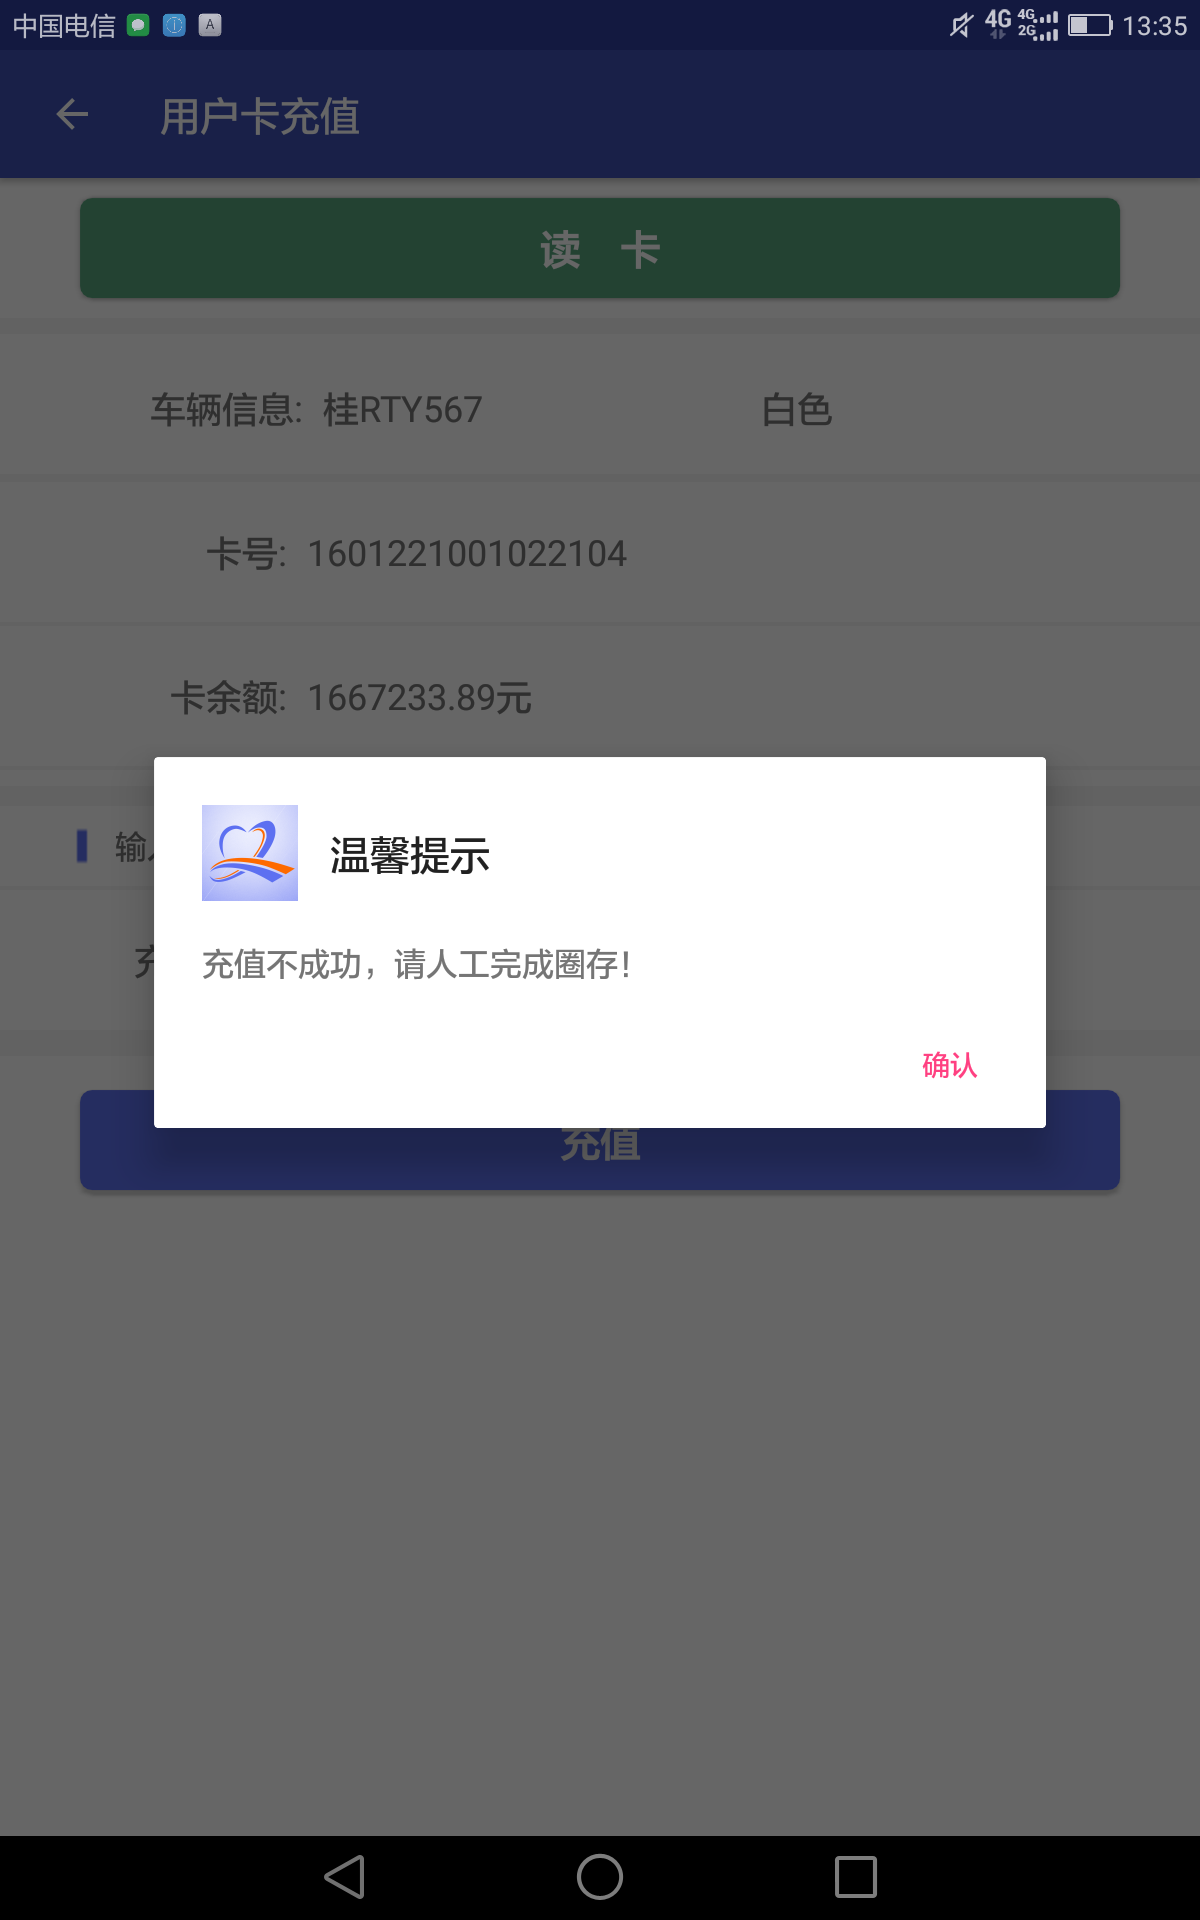 中国电信 A 4G 4G 2G 13:35
用户卡充值
读 卡
车辆信息: 桂RTY567 白色
卡号: 1601221001022104
卡余额: 1667233.89元
输
温馨提示
充值不成功，请人工完成圈存！
确认
充值